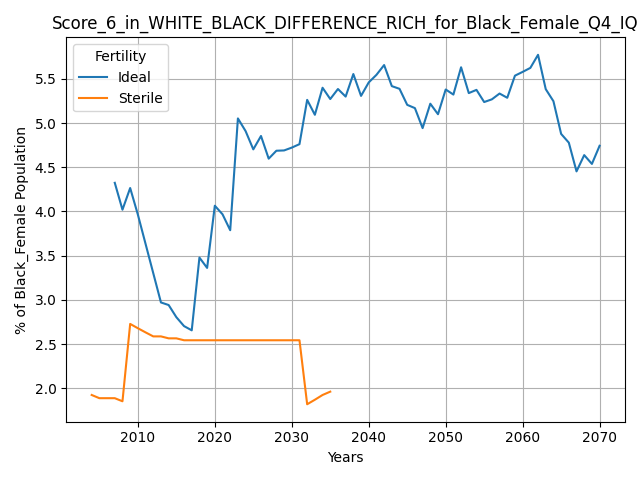 Score_6_in_WHITE_BLACK_DIFFERENCE_RICH_for_Black_Female_Q4_IQ
Fertility
Ideal
Sterile
% of Black_Female Population
5.5
5.0
4.5
4.0
3.5
3.0
2.5
2.0
2010 2020 2030 2040 2050 2060 2070
Years